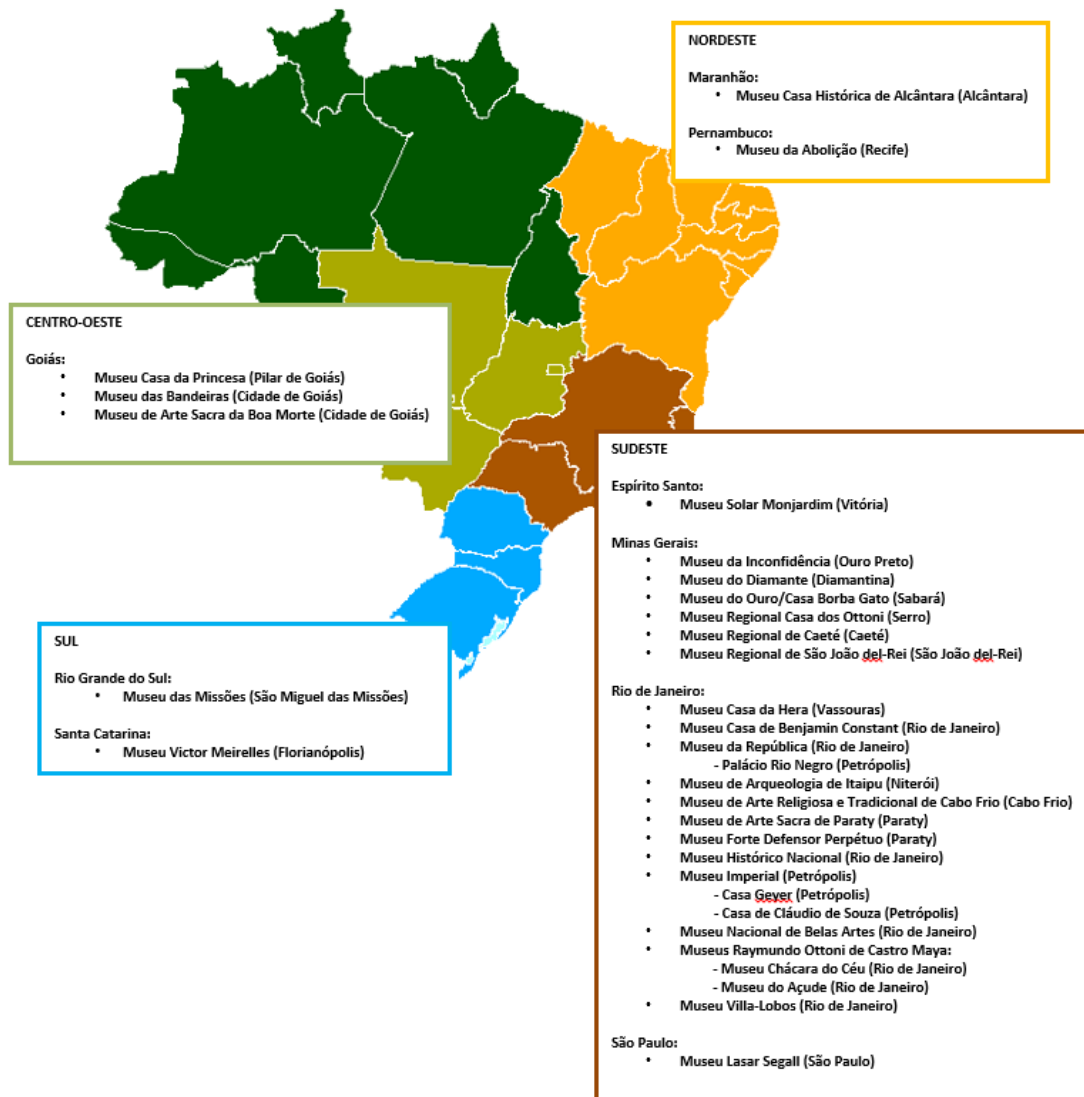 NORDESTE
Maranhão:
• Museu Casa Histórica de Alcântara (Alcântara)
Pernambuco:
• Museu da Abolição (Recife)
CENTRO-OESTE
Goiás:
• Museu Casa da Princesa (Pilar de Goiás)
• Museu das Bandeiras (Cidade de Goiás)
• Museu de Arte Sacra da Boa Morte (Cidade de Goiás)
SUDESTE
Espírito Santo:
• Museu Solar Monjardim (Vitória)
Minas Gerais:
• Museu da Inconfidência (Ouro Preto)
• Museu do Diamante (Diamantina)
• Museu do Ouro/Casa Borba Gato (Sabará)
• Museu Regional Casa dos Ottoni (Serro)
• Museu Regional de Caeté (Caeté)
• Museu Regional de São João del-Rei (São João del-Rei)
Rio de Janeiro:
• Museu Casa da Hera (Vassouras)
• Museu Casa de Benjamin Constant (Rio de Janeiro)
• Museu da República (Rio de Janeiro)
- Palácio Rio Negro (Petrópolis)
• Museu de Arqueologia de Itaipu (Niterói)
• Museu de Arte Religiosa e Tradicional de Cabo Frio (Cabo Frio)
• Museu de Arte Sacra de Paraty (Paraty)
• Museu Forte Defensor Perpétuo (Paraty)
• Museu Histórico Nacional (Rio de Janeiro)
• Museu Imperial (Petrópolis)
- Casa Geyer (Petrópolis)
- Casa de Cláudio de Souza (Petrópolis)
• Museu Nacional de Belas Artes (Rio de Janeiro)
• Museus Raymundo Ottoni de Castro Maya:
- Museu Chácara do Céu (Rio de Janeiro)
- Museu do Açude (Rio de Janeiro)
• Museu Villa-Lobos (Rio de Janeiro)
São Paulo:
• Museu Lasar Segall (São Paulo)
SUL
Rio Grande do Sul:
• Museu das Missões (São Miguel das Missões)
Santa Catarina:
• Museu Victor Meirelles (Florianópolis)